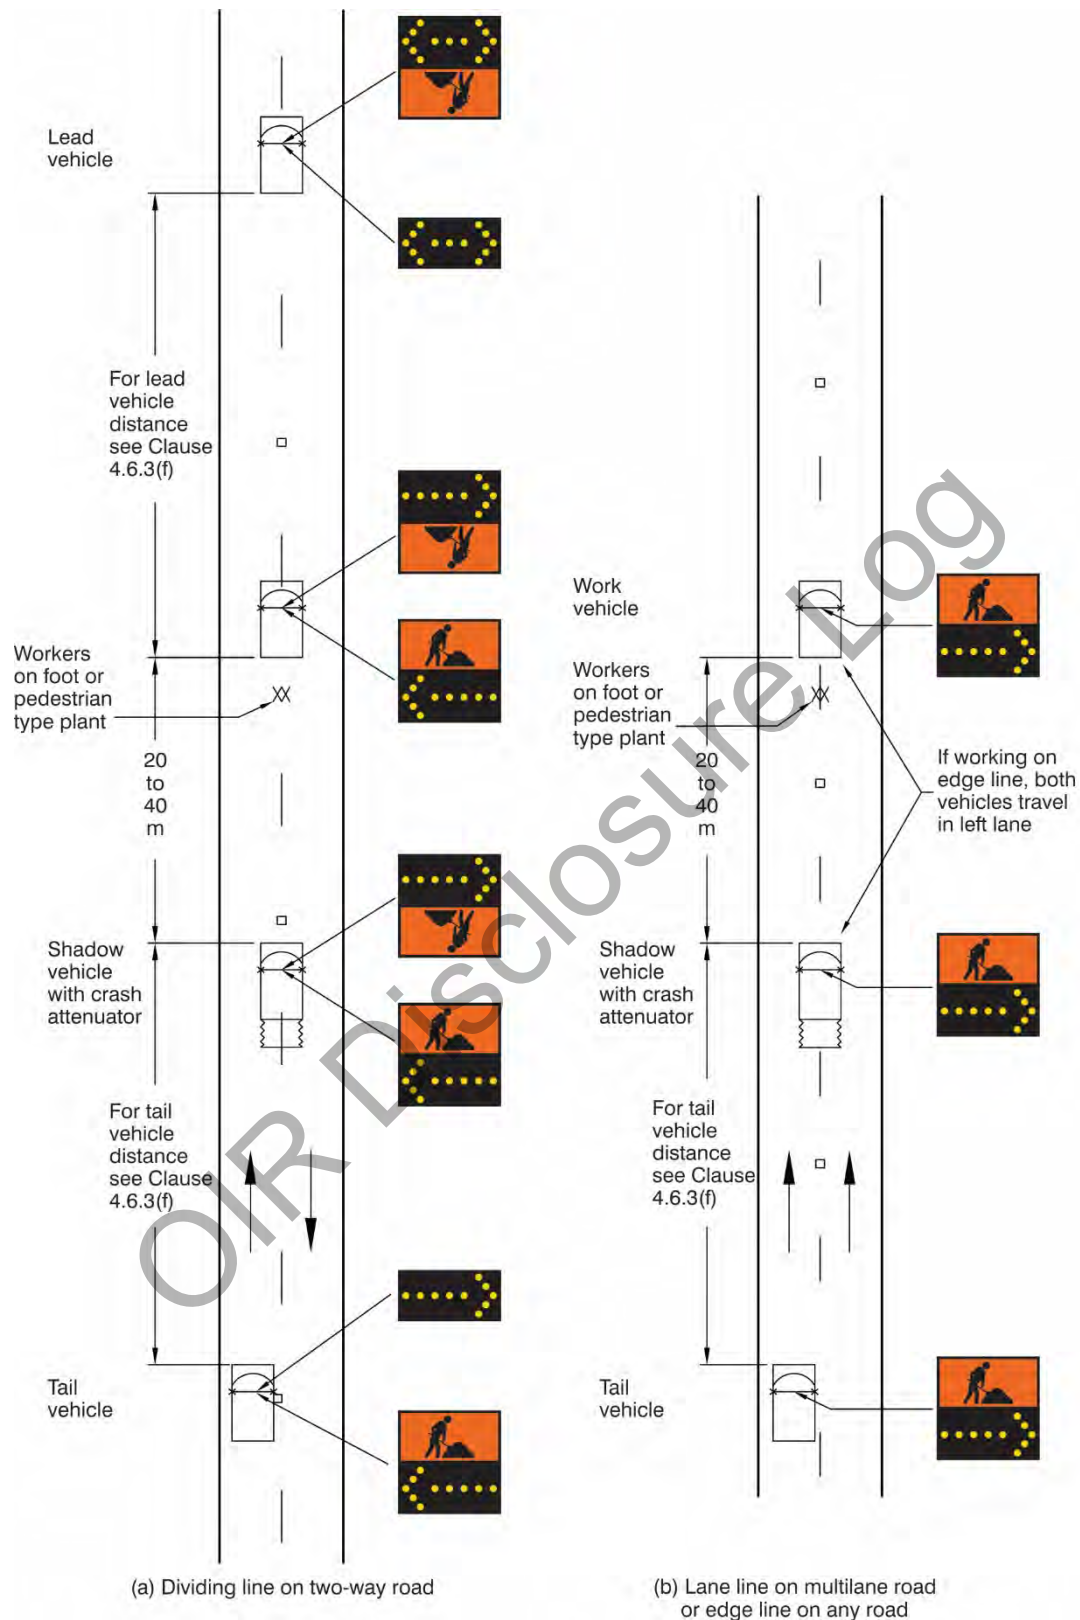 Lead
vehicle
For lead
vehicle
distance
see Clause
4.6.3(f)
Workers
on foot or
pedestrian
type plant
20
to
40
m
Shadow
vehicle
with crash
attenuator
For tail
vehicle
distance
see Clause
4.6.3(f)
Tail
vehicle
(a) Dividing line on two-way road
Work
vehicle
Workers
on foot or
pedestrian
type plant
20
to
40
m
If working on
edge line, both
vehicles travel
in left lane
Shadow
vehicle
with crash
attenuator
For tail
vehicle
distance
see Clause
4.6.3(f)
Tail
vehicle
(b) Lane line on multilane road
or edge line on any road
OIR Disclosure Log